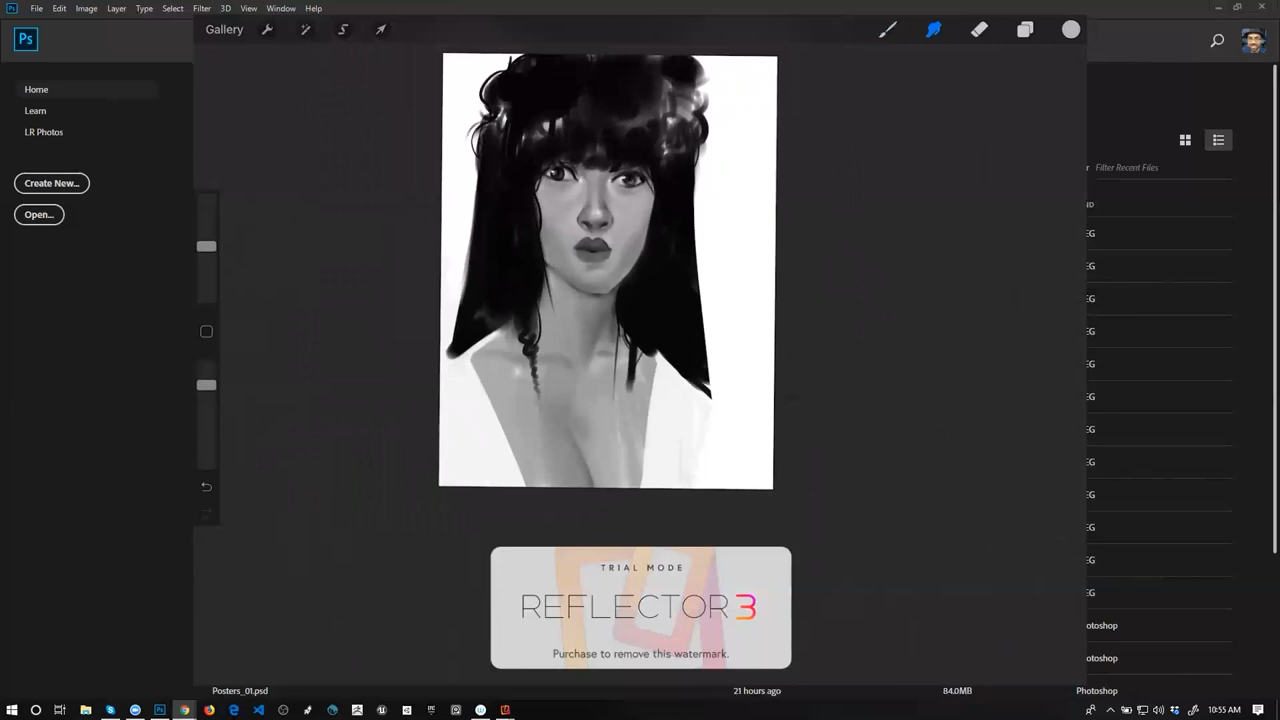 File Edit Image Layer Type Select Filter 3D View Window Help
Ps
Gallery
Home
Learn
LR Photos
Create New...
Open...
Filter Recent Files
TRIAL MODE
REFLECTOR 3
Purchase to remove this watermark.
Posters_01.psd 21 hours ago 84.0MB Photoshop
10:55 AM